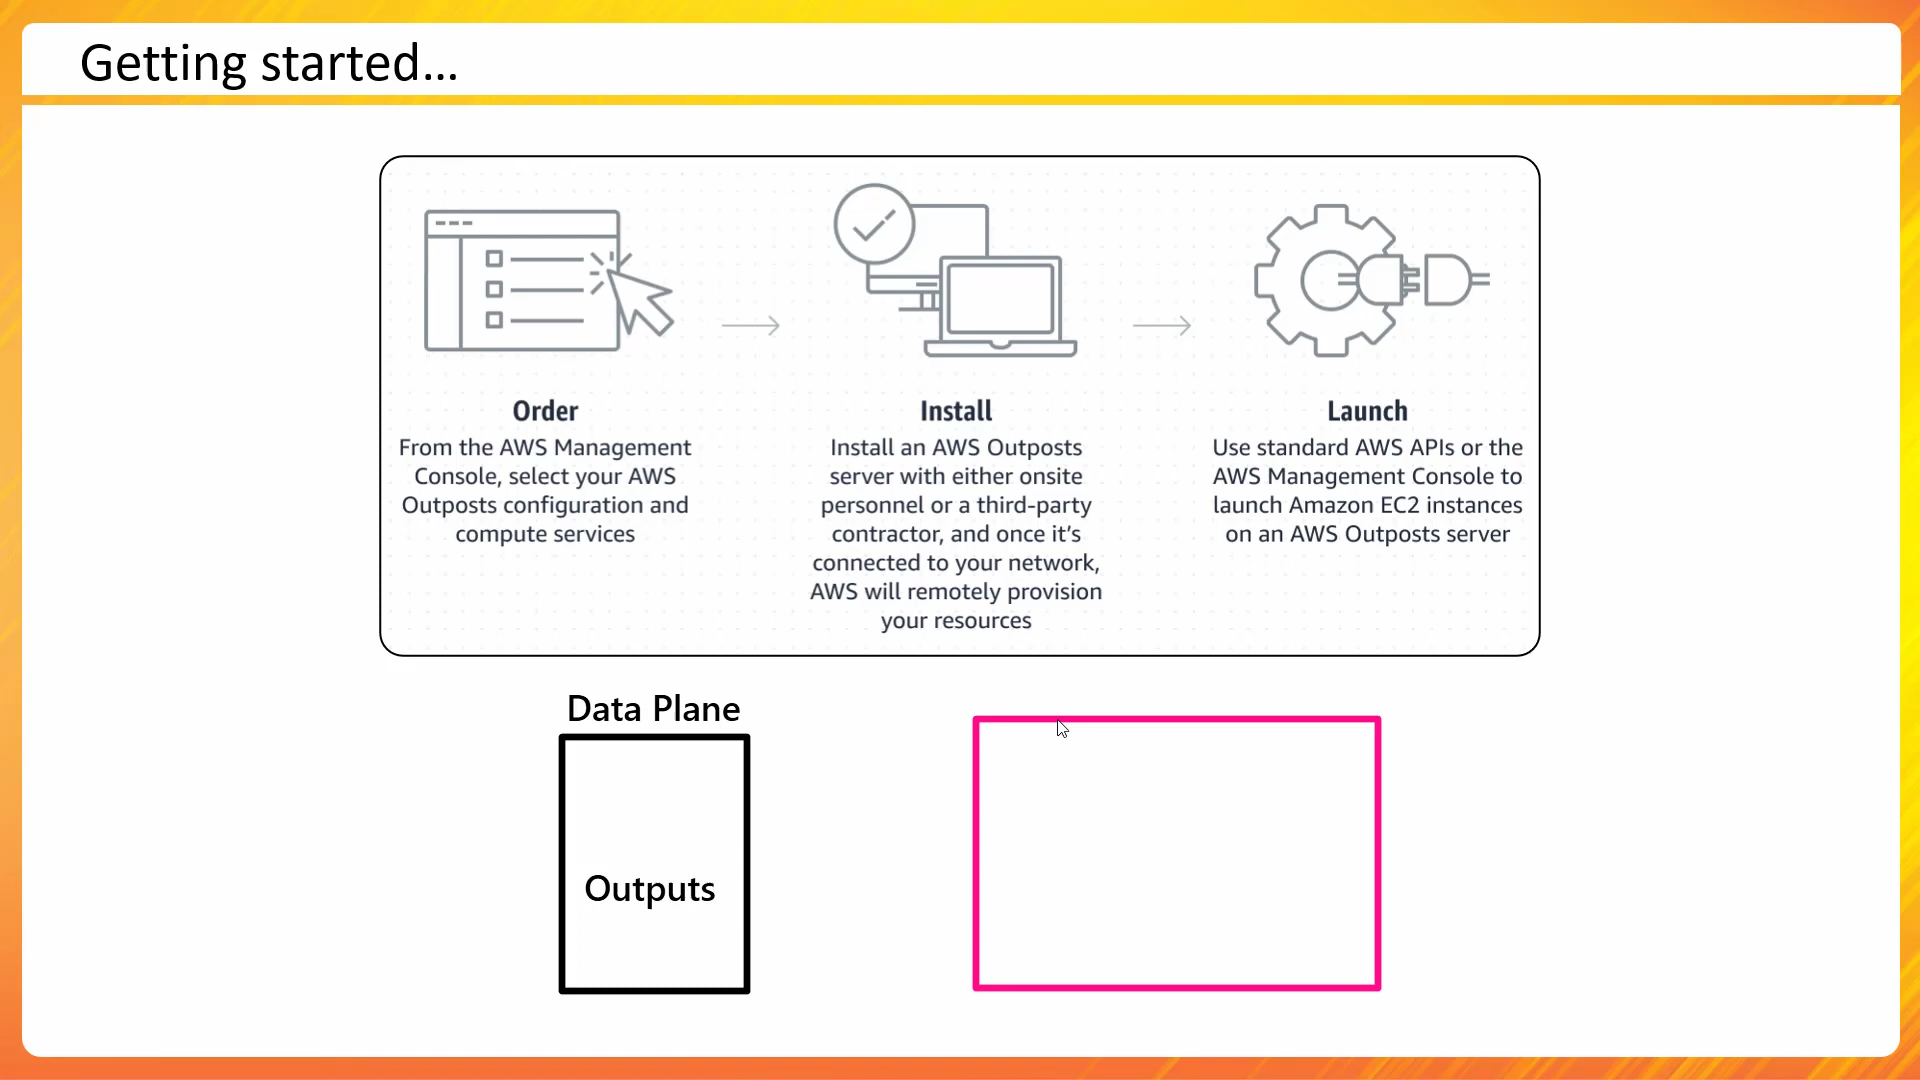 Getting started...
Order
From the AWS Management
Console, select your AWS
Outposts configuration and
compute services
Install
Install an AWS Outposts
server with either onsite
personnel or a third-party
contractor, and once it's
connected to your network,
AWS will remotely provision
your resources
Launch
Use standard AWS APIs or the
AWS Management Console to
launch Amazon EC2 instances
on an AWS Outposts server
Data Plane
Outputs